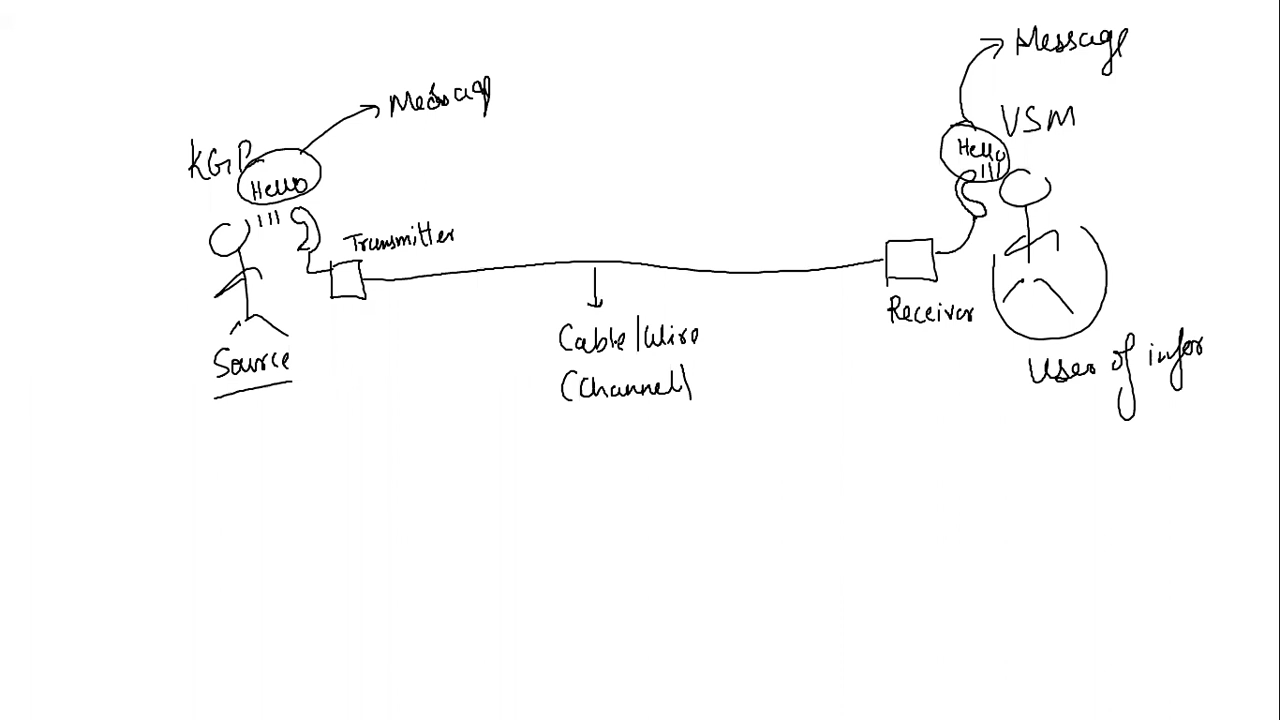 Message
Message
KGP
VSM
Hello
Hello
Transmitter
Receiver
Cable/Wire
(Channel)
Source
User of infor